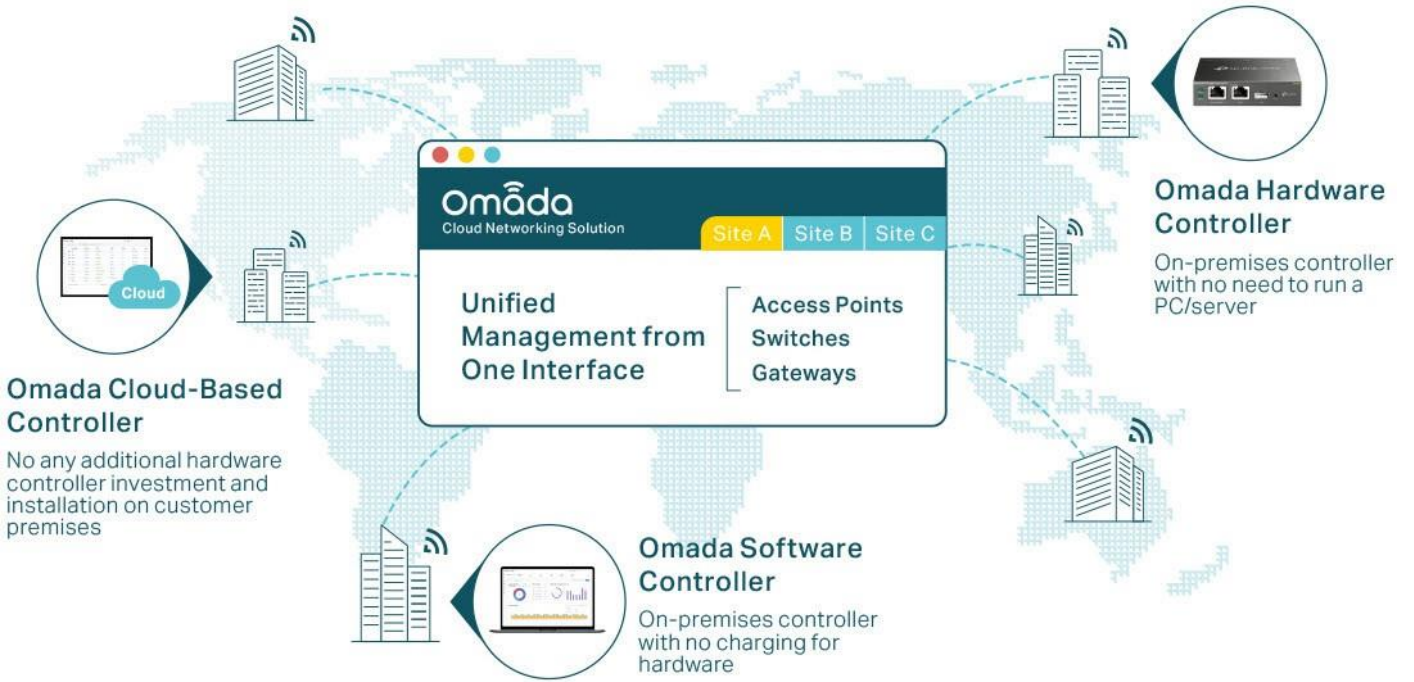 Omada
Cloud Networking Solution
Site A
Site B
Site C
Unified
Management from
One Interface
Access Points
Switches
Gateways
Omada Hardware
Controller
On-premises controller
with no need to run a
PC/server
Cloud
Omada Cloud-Based
Controller
No any additional hardware
controller investment and
installation on customer
premises
Omada Software
Controller
On-premises controller
with no charging for
hardware